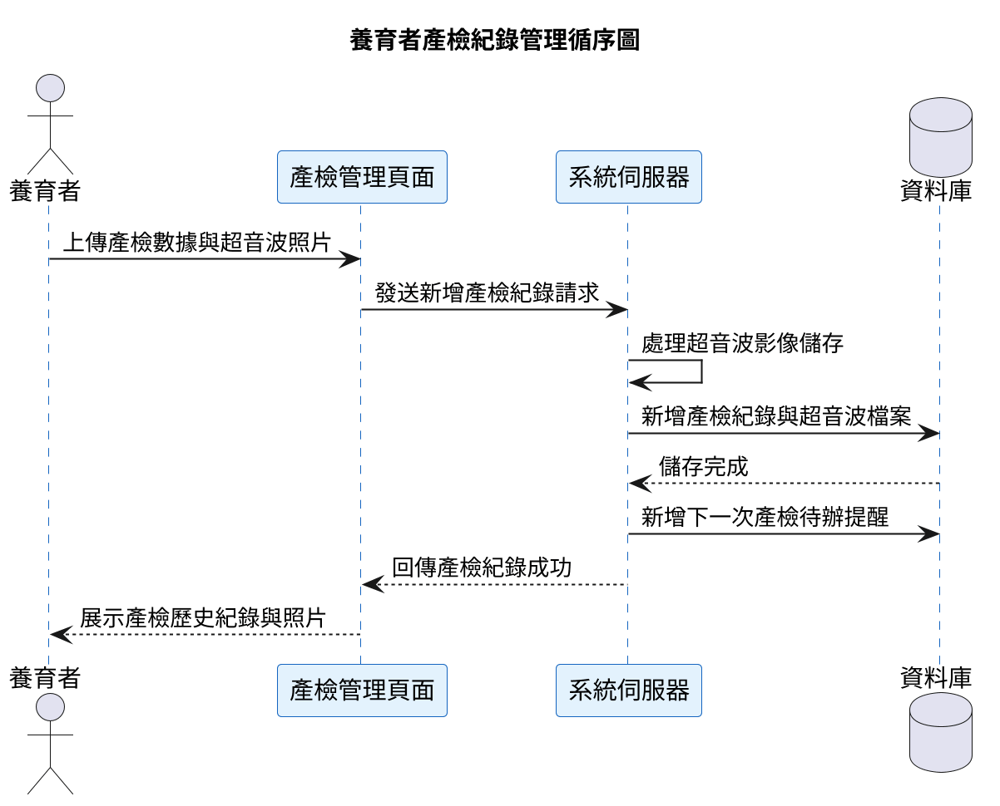 養育者產檢紀錄管理循序圖
養育者
產檢管理頁面
系統伺服器
資料庫
上傳產檢數據與超音波照片
發送新增產檢紀錄請求
處理超音波影像儲存
新增產檢紀錄與超音波檔案
儲存完成
新增下一次產檢待辦提醒
回傳產檢紀錄成功
展示產檢歷史紀錄與照片
養育者
產檢管理頁面
系統伺服器
資料庫